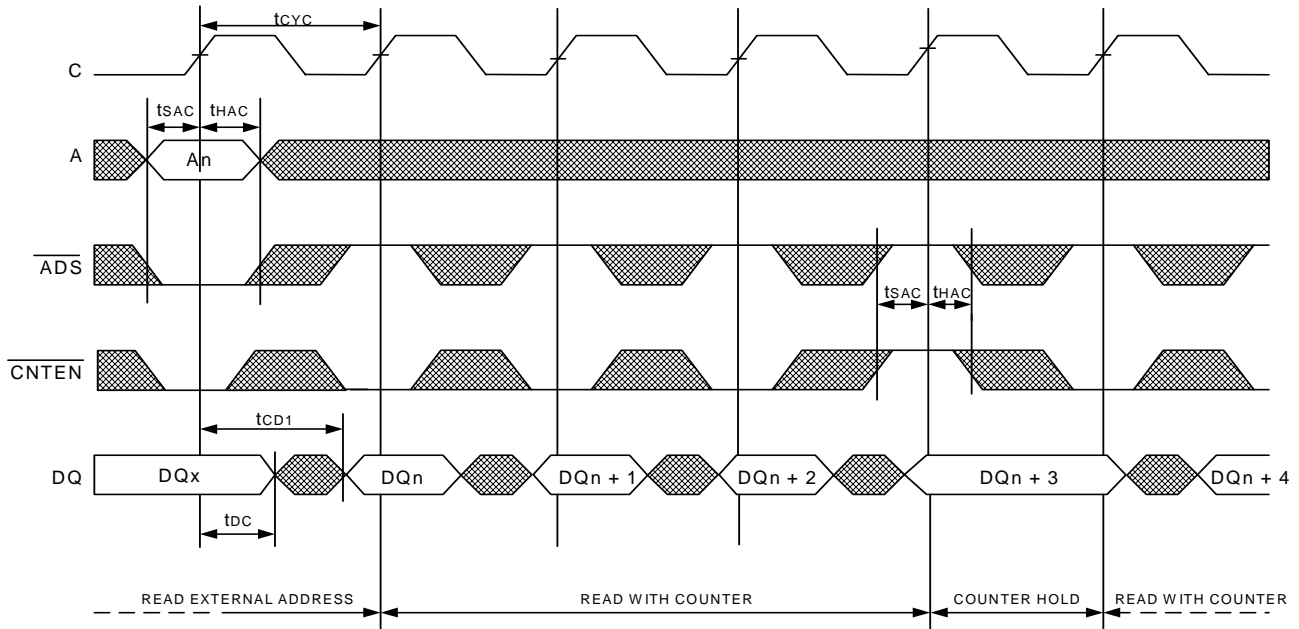 tCYC
C
tSAC tHAC
A An
ADS
tSAC tHAC
CNTEN
tCD1
DQ DQx DQn DQn + 1 DQn + 2 DQn + 3 DQn + 4
tDC
READ EXTERNAL ADDRESS READ WITH COUNTER COUNTER HOLD READ WITH COUNTER